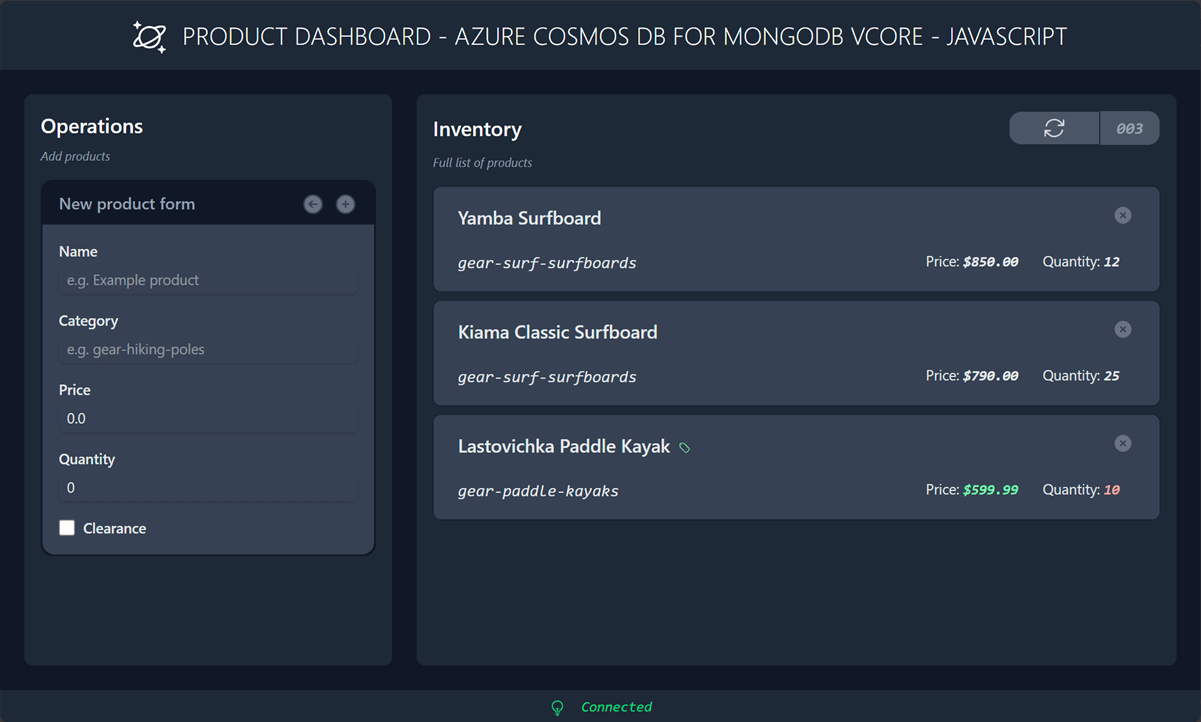 PRODUCT DASHBOARD - AZURE COSMOS DB FOR MONGODB VCORE - JAVASCRIPT
Operations
Add products
New product form
Name
e.g. Example product
Category
e.g. gear-hiking-poles
Price
0.0
Quantity
0
Clearance
Inventory
003
Full list of products
Yamba Surfboard
gear-surf-surfboards Price: $850.00 Quantity: 12
Kiama Classic Surfboard
gear-surf-surfboards Price: $790.00 Quantity: 25
Lastovichka Paddle Kayak
gear-paddle-kayaks Price: $599.99 Quantity: 10
Connected